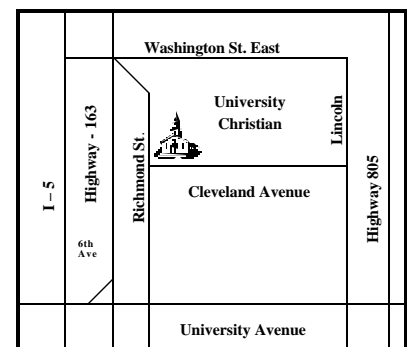 Washington St. East
University
Christian
Lincoln
Highway - 163
Richmond St.
I – 5
Cleveland Avenue
Highway 805
6th
Ave
University Avenue